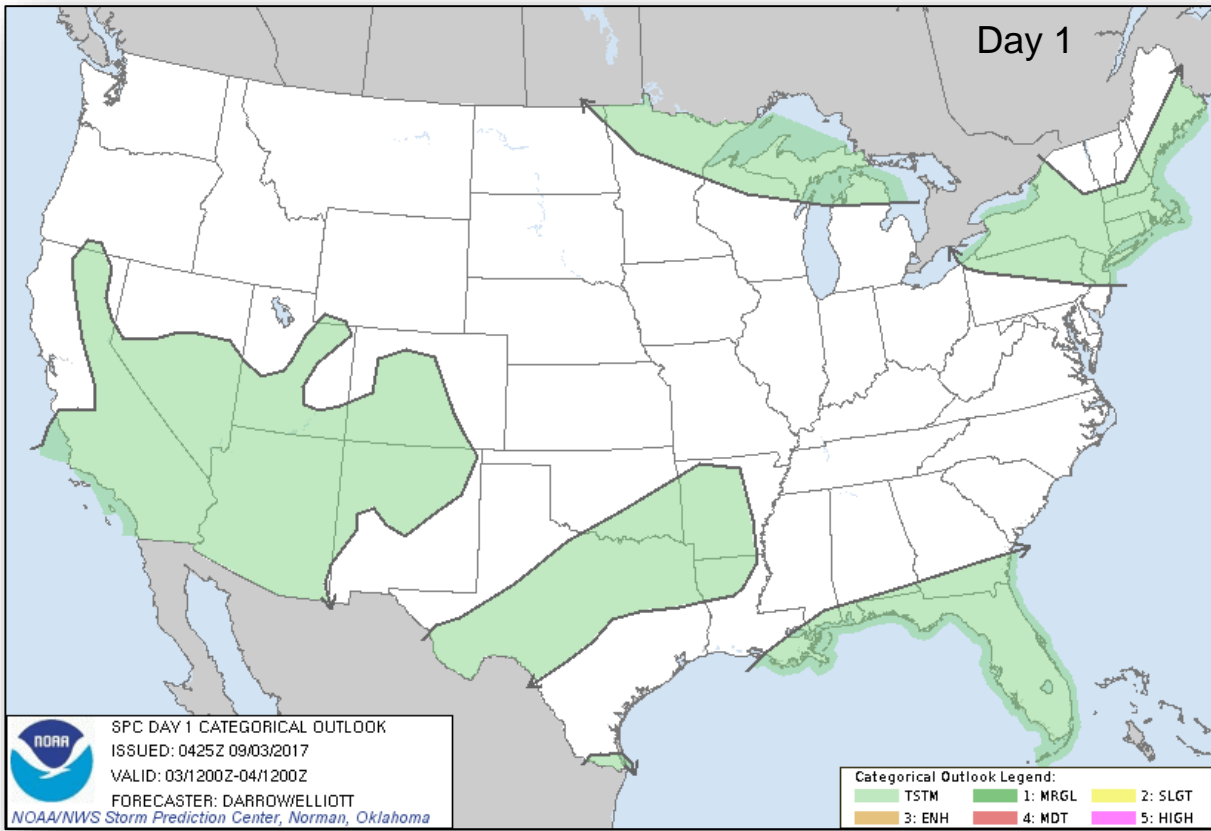 Day 1
NOAA
SPC DAY 1 CATEGORICAL OUTLOOK
ISSUED: 0425Z 09/03/2017
VALID: 03/1200Z-04/1200Z
FORECASTER: DARROW/ELLIOTT
NOAA/NWS Storm Prediction Center, Norman, Oklahoma
Categorical Outlook Legend:
TSTM 1: MRGL 2: SLGT
3: ENH 4: MDT 5: HIGH